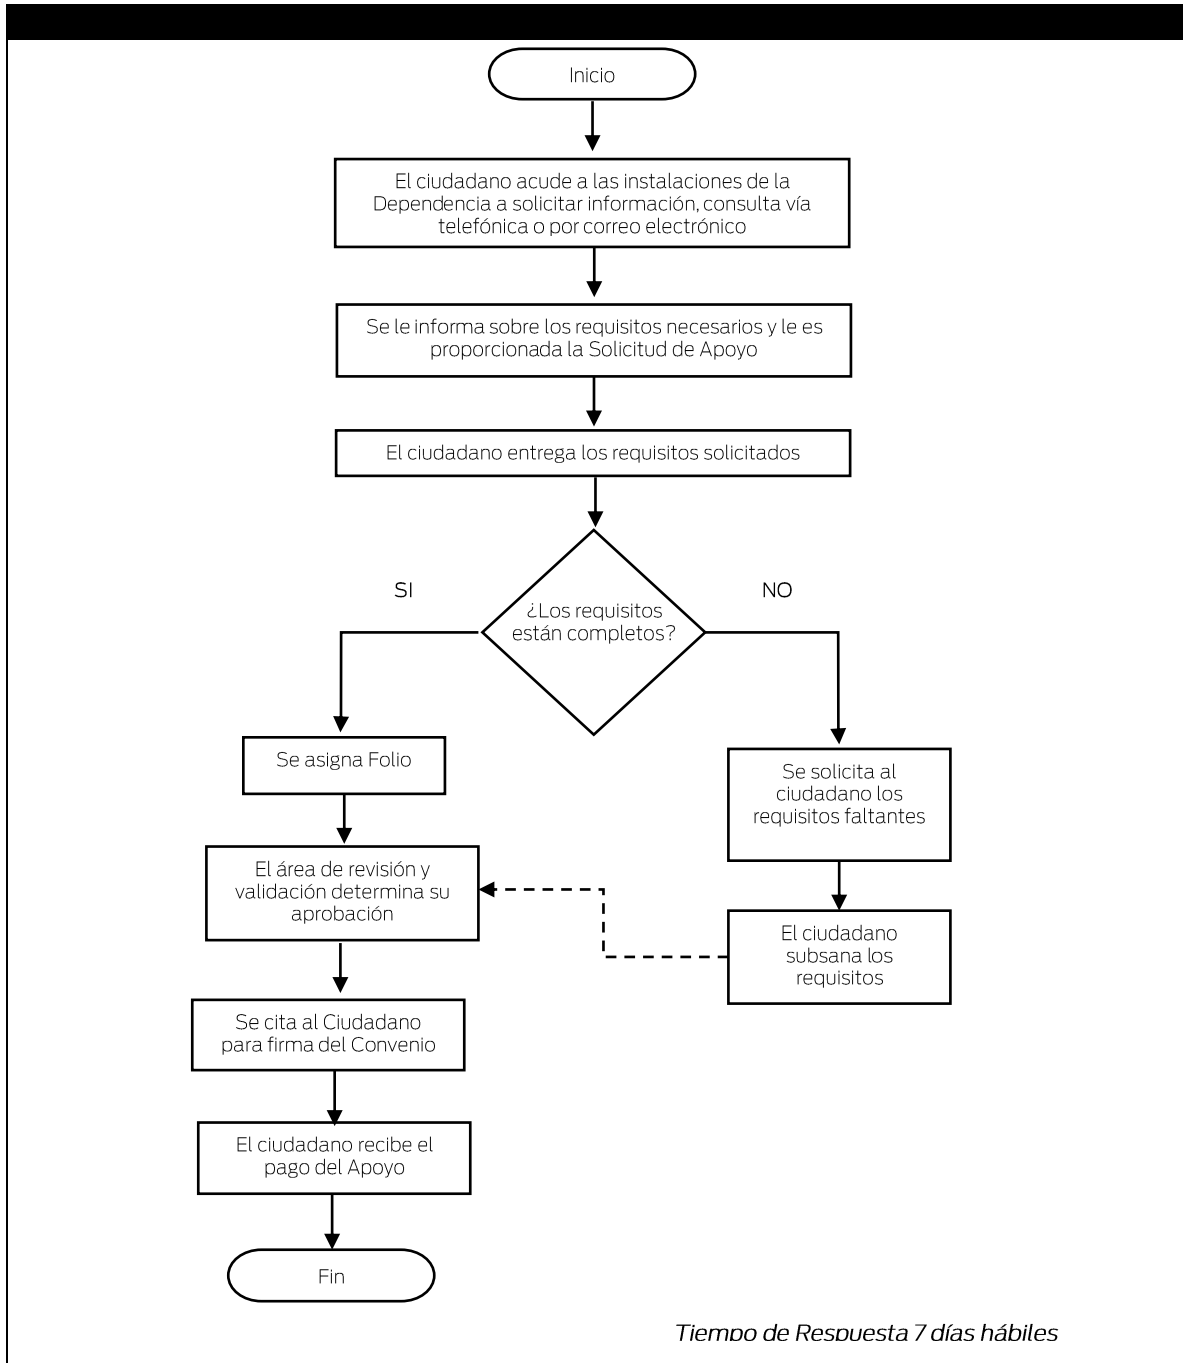 Inicio
El ciudadano acude a las instalaciones de la
Dependencia a solicitar información, consulta vía
telefónica o por correo electrónico
Se le informa sobre los requisitos necesarios y le es
proporcionada la Solicitud de Apoyo
El ciudadano entrega los requisitos solicitados
SI
NO
¿Los requisitos
están completos?
Se asigna Folio
El área de revisión y
validación determina su
aprobación
Se cita al Ciudadano
para firma del Convenio
El ciudadano recibe el
pago del Apoyo
Fin
Se solicita al
ciudadano los
requisitos faltantes
El ciudadano
subsana los
requisitos
Tiempo de Respuesta 7 días hábiles